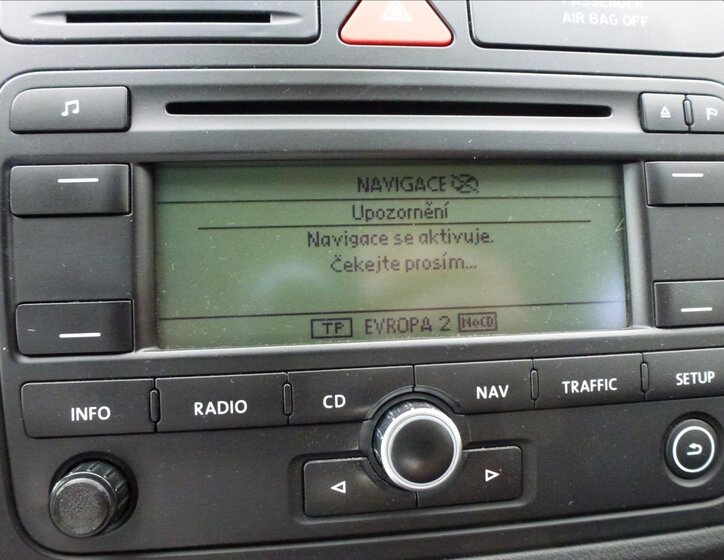 PASSENGER
AIR BAG OFF
NAVIGACE
Upozornění
Navigace se aktivuje.
Čekejte prosím...
TP EVROPA 2 NoCD
INFO RADIO CD NAV TRAFFIC SETUP